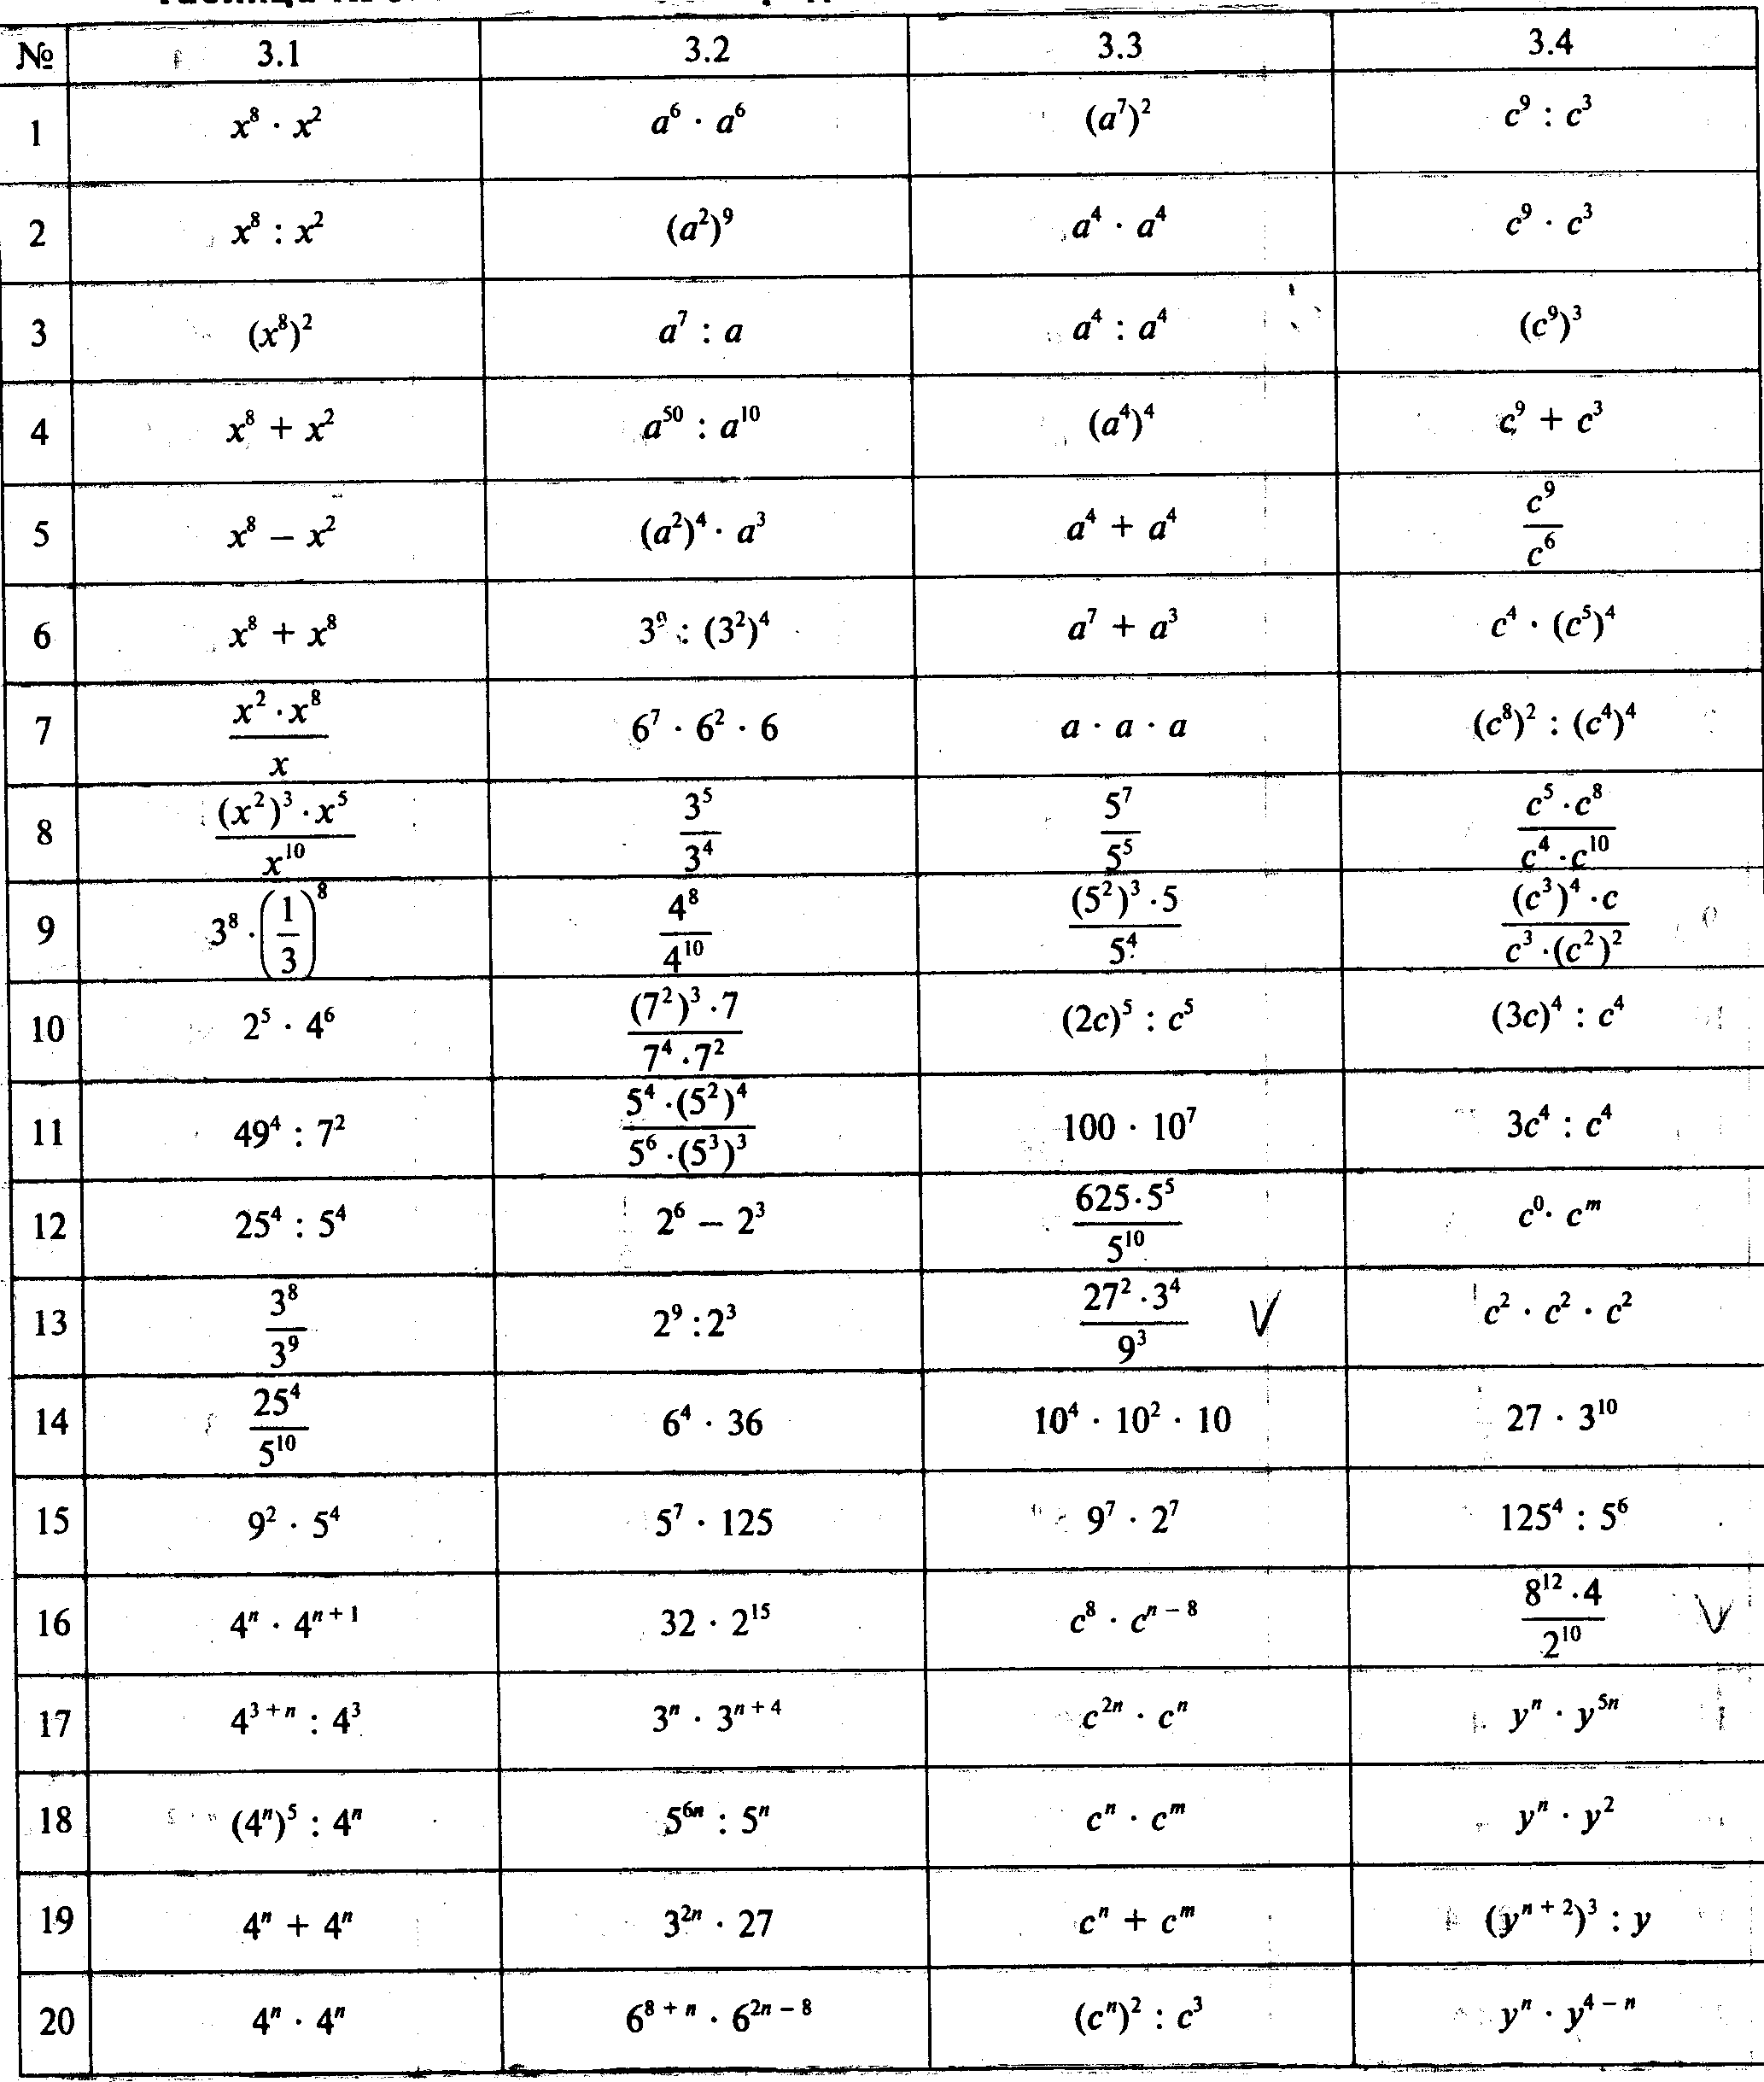 № 3.1 3.2 3.3 3.4
1 x⁸ · x² a⁶ · a⁶ (a⁷)² c⁹ : c³
2 x⁸ : x² (a²)⁹ a⁴ · a⁴ c⁹ · c³
3 (x⁸)² a⁷ : a a⁴ : a⁴ (c⁹)³
4 x⁸ + x² a⁵⁰ : a¹⁰ (a⁴)⁴ c⁹ + c³
5 x⁸ − x² (a²)⁴ · a³ a⁴ + a⁴ c⁹/c⁶
6 x⁸ + x⁸ 3⁹ : (3²)⁴ a⁷ + a³ c⁴ · (c⁵)⁴
7 (x² · x⁸)/x 6⁷ · 6² · 6 a · a · a (c⁸)² : (c⁴)⁴
8 ((x²)³ · x⁵)/x¹⁰ 3⁵/3⁴ 5⁷/5⁵ (c⁵ · c⁸)/(c⁴ · c¹⁰)
9 3⁸ · (1/3)⁸ 4⁸/4¹⁰ ((5²)³ · 5)/5⁴ ((c³)⁴ · c)/(c³ · (c²)²)
10 2⁵ · 4⁶ ((7²)³ · 7)/(7⁴ · 7²) (2c)⁵ : c⁵ (3c)⁴ : c⁴
11 49⁴ : 7² (5⁴ · (5²)⁴)/(5⁶ · (5³)³) 100 · 10⁷ 3c⁴ : c⁴
12 25⁴ : 5⁴ 2⁶ − 2³ (625 · 5⁵)/5¹⁰ c⁰ · cᵐ
13 3⁸/3⁹ 2⁹ : 2³ (27² · 3⁴)/9³ V c² · c² · c²
14 25⁴/5¹⁰ 6⁴ · 36 10⁴ · 10² · 10 27 · 3¹⁰
15 9² · 5⁴ 5⁷ · 125 9⁷ · 2⁷ 125⁴ : 5⁶
16 4ⁿ · 4ⁿ⁺¹ 32 · 2¹⁵ c⁸ · cⁿ⁻⁸ (8¹² · 4)/2¹⁰ V
17 4³⁺ⁿ : 4³ 3ⁿ · 3ⁿ⁺⁴ c²ⁿ · cⁿ yⁿ · y⁵ⁿ
18 (4ⁿ)⁵ : 4ⁿ 5⁶ⁿ : 5ⁿ cⁿ · cᵐ yⁿ · y²
19 4ⁿ + 4ⁿ 3²ⁿ · 27 cⁿ + cᵐ (yⁿ⁺²)³ : y
20 4ⁿ · 4ⁿ 6⁸⁺ⁿ · 6²ⁿ⁻⁸ (cⁿ)² : c³ yⁿ · y⁴⁻ⁿ